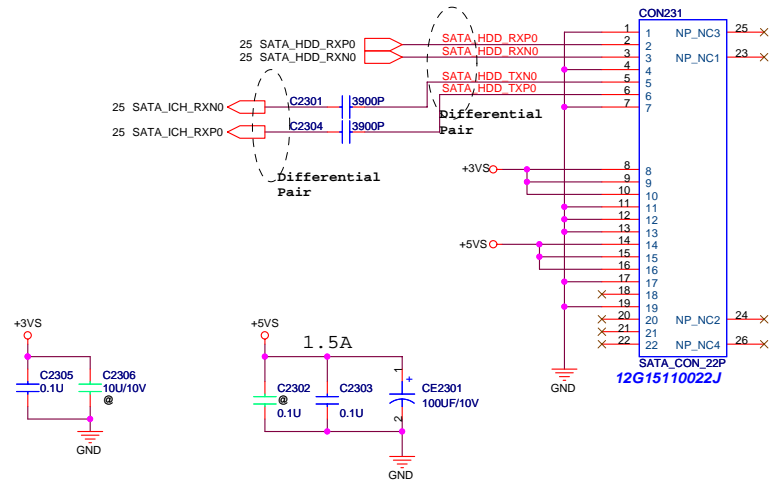 CON231
1 1 NP_NC3 25
25 SATA_HDD_RXP0 SATA_HDD_RXP0 2 2
25 SATA_HDD_RXN0 SATA_HDD_RXN0 3 3 NP_NC1 23
4 4
SATA_HDD_TXN0 5 5
SATA_HDD_TXP0 6 6
25 SATA_ICH_RXN0 C2301 3900P 7 7
Differential
Pair
25 SATA_ICH_RXP0 C2304 3900P
Differential
Pair
+3VS 8 8
9 9
10 10
11 11
12 12
13 13
+5VS 14 14
15 15
16 16
17 17
18 18
19 19
20 20 NP_NC2 24
21 21
22 22 NP_NC4 26
SATA_CON_22P
12G15110022J
GND
+3VS
C2305
0.1U
C2306
10U/10V
@
GND
+5VS
1.5A
C2302
@
0.1U
C2303
0.1U
1
+
CE2301
100UF/10V
2
GND